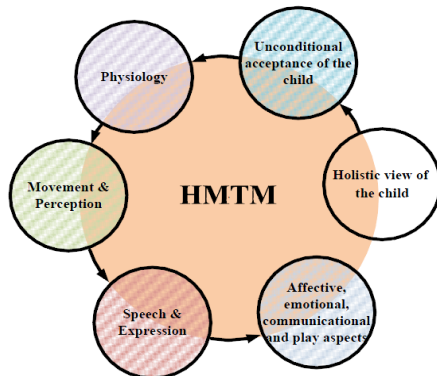 Unconditional
acceptance of the
child
Physiology
Holistic view
of the child
Movement &
Perception
HMTM
Affective,
emotional,
communicational
and play aspects
Speech &
Expression